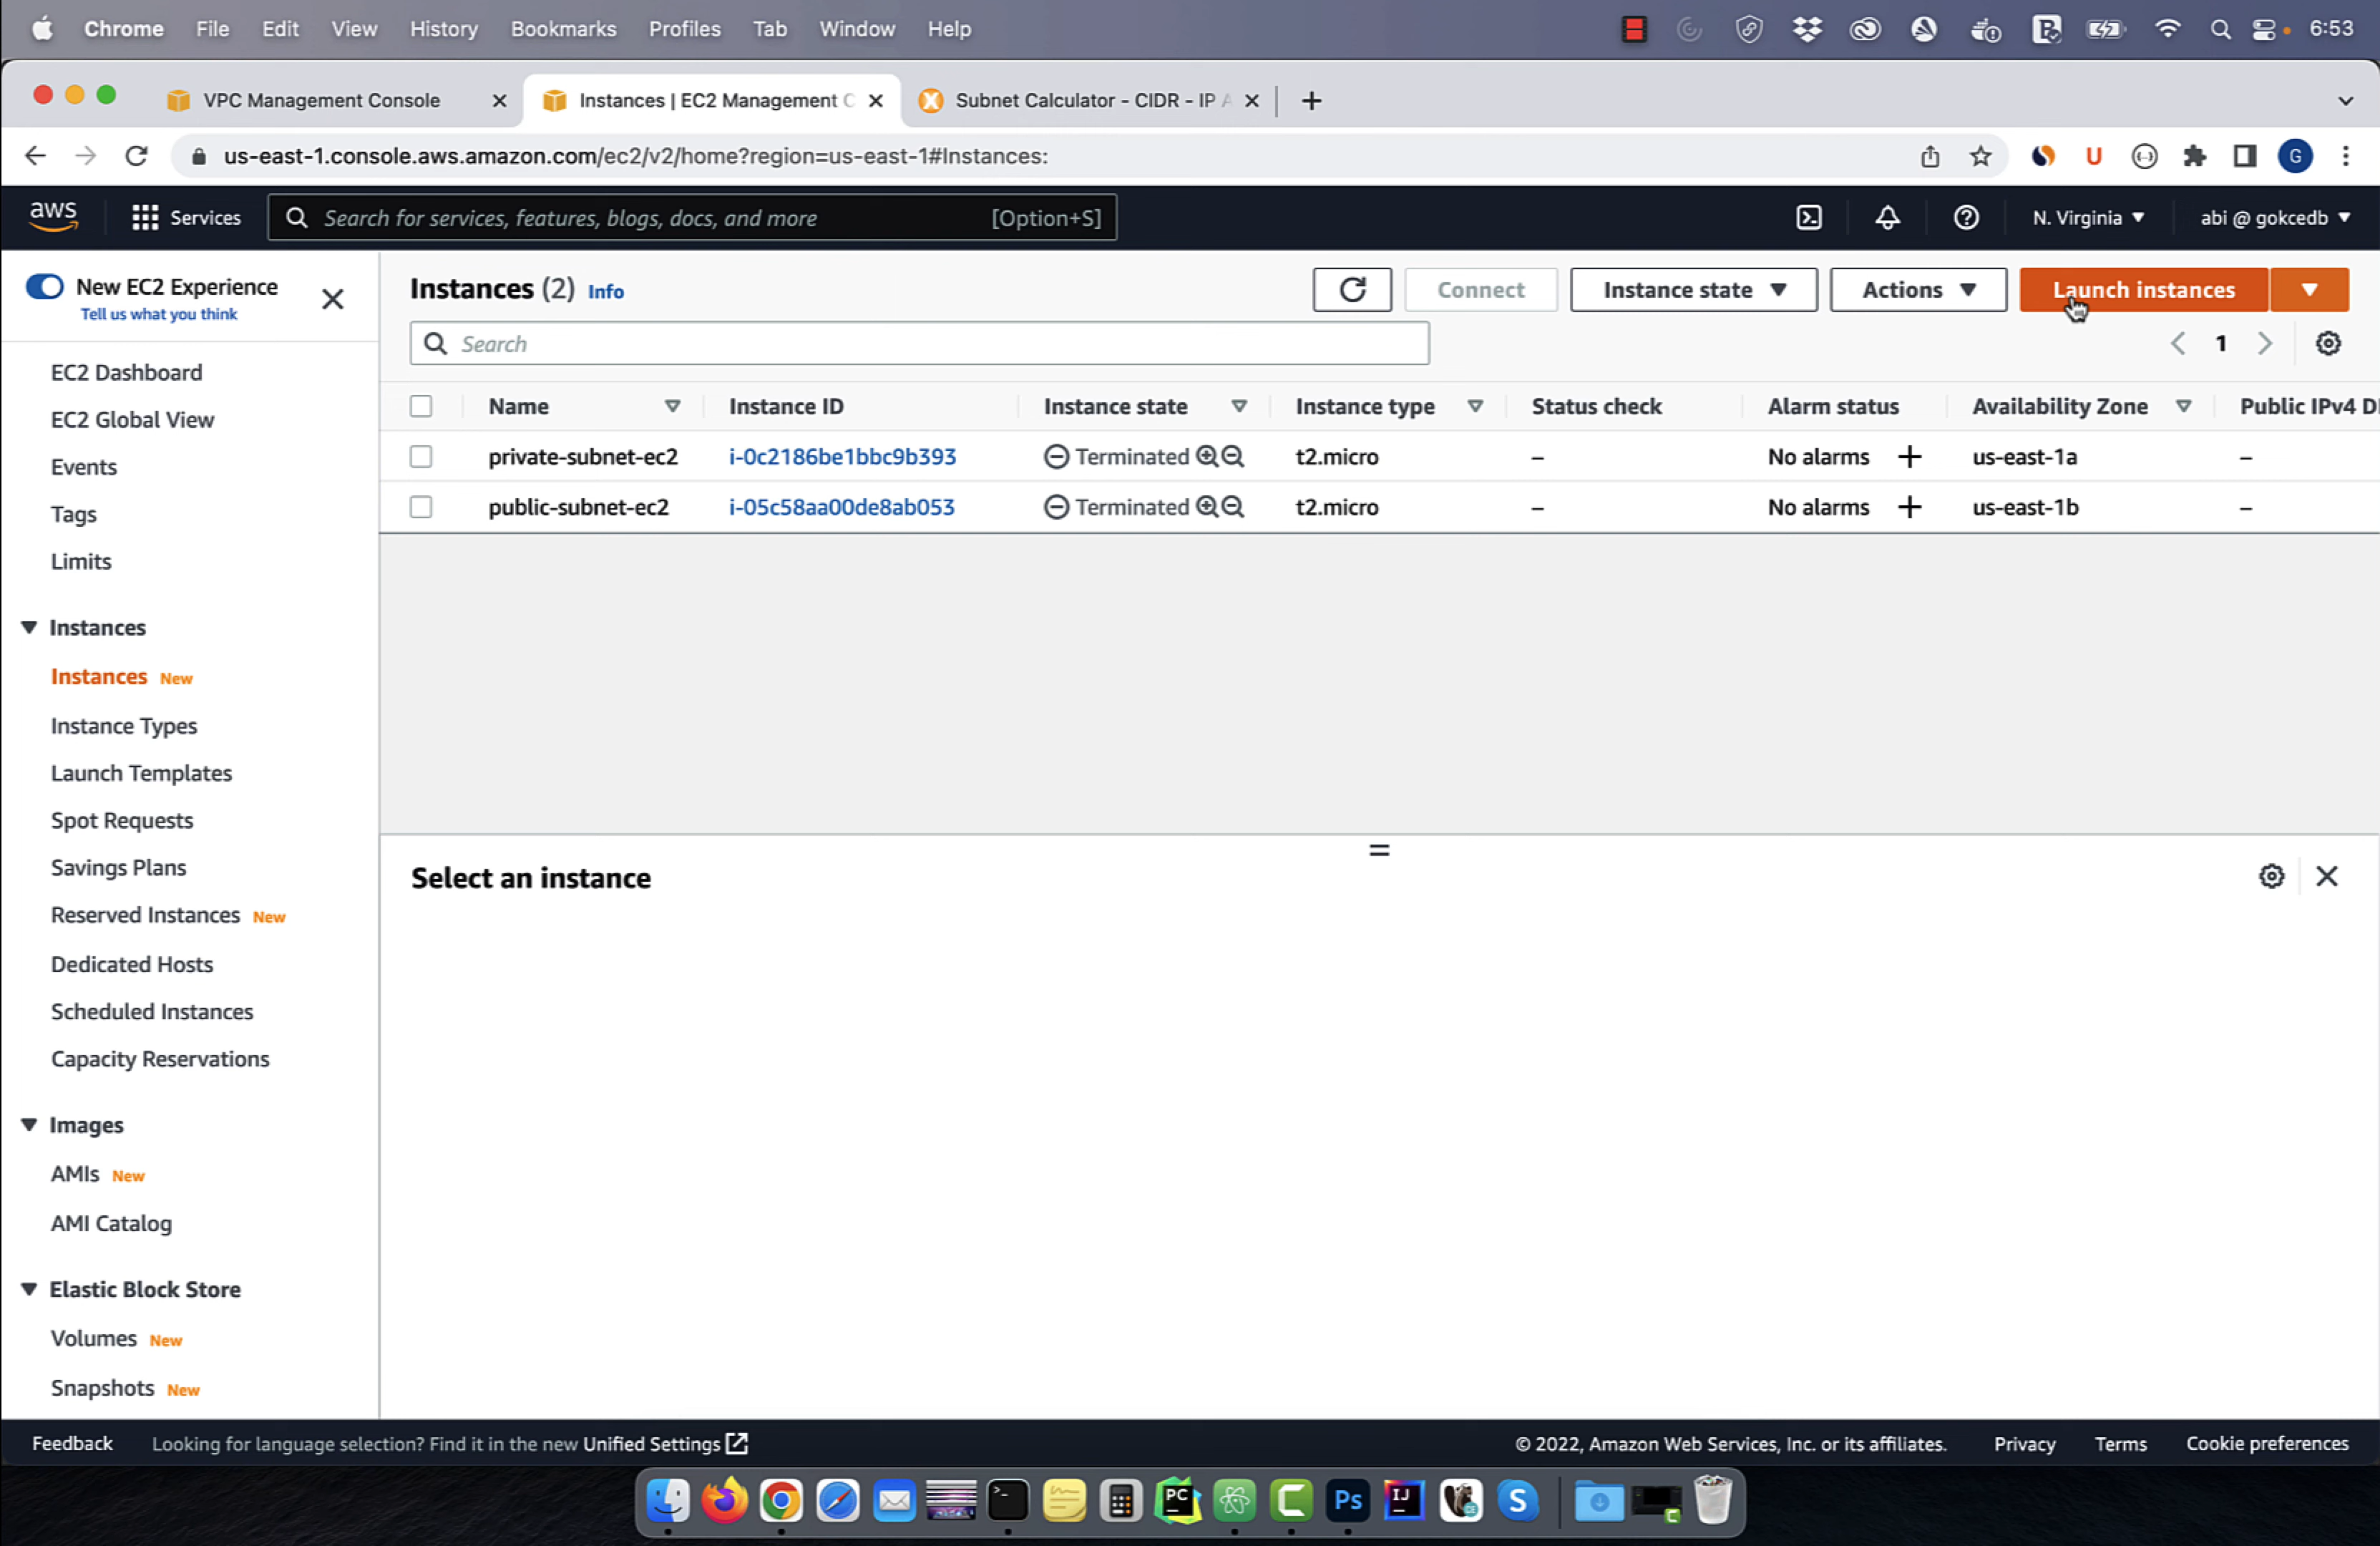 Chrome File Edit View History Bookmarks Profiles Tab Window Help 6:53
VPC Management Console Instances | EC2 Management C Subnet Calculator - CIDR - IP A
us-east-1.console.aws.amazon.com/ec2/v2/home?region=us-east-1#Instances: U G
aws Services Search for services, features, blogs, docs, and more [Option+S] N. Virginia abi @ gokcedb
New EC2 Experience
Tell us what you think
EC2 Dashboard
EC2 Global View
Events
Tags
Limits
Instances
Instances New
Instance Types
Launch Templates
Spot Requests
Savings Plans
Reserved Instances New
Dedicated Hosts
Scheduled Instances
Capacity Reservations
Images
AMIs New
AMI Catalog
Elastic Block Store
Volumes New
Snapshots New
Instances (2) Info Connect Instance state Actions Launch instances
Search 1
Name Instance ID Instance state Instance type Status check Alarm status Availability Zone Public IPv4 D
private-subnet-ec2 i-0c2186be1bbc9b393 Terminated t2.micro – No alarms + us-east-1a –
public-subnet-ec2 i-05c58aa00de8ab053 Terminated t2.micro – No alarms + us-east-1b –
Select an instance
Feedback Looking for language selection? Find it in the new Unified Settings © 2022, Amazon Web Services, Inc. or its affiliates. Privacy Terms Cookie preferences
PC Ps IJ S